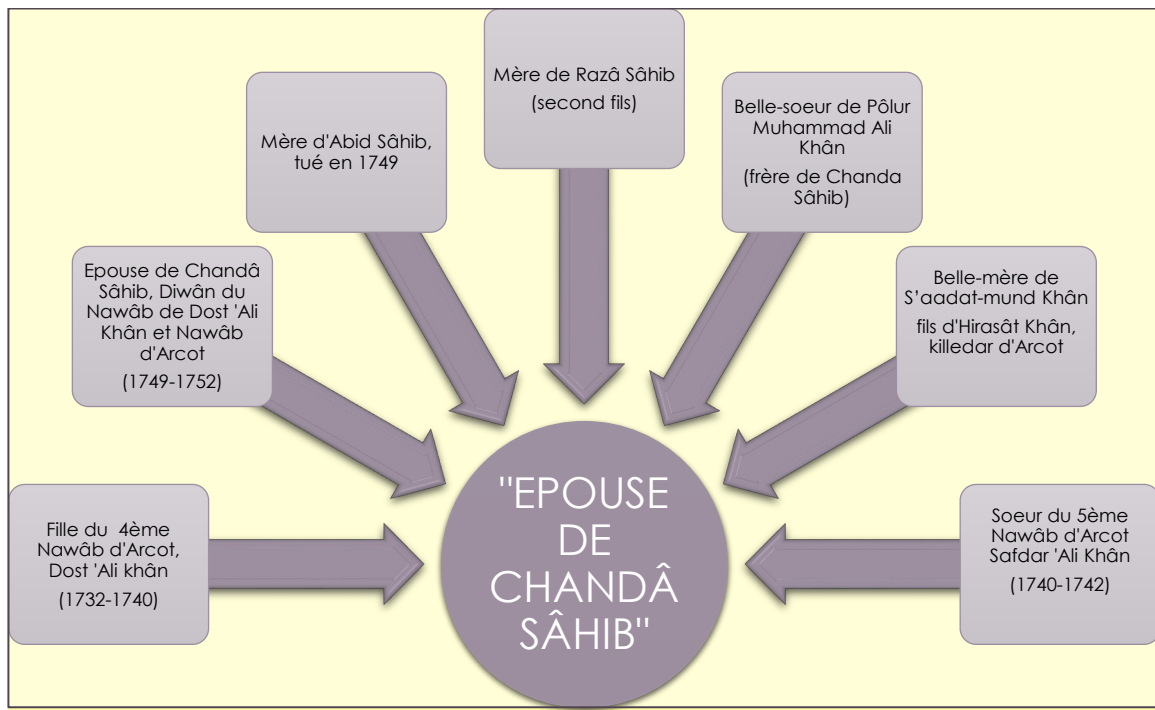 Mère de Razâ Sâhib
(second fils)
Mère d'Abid Sâhib,
tué en 1749
Belle-soeur de Pôlur
Muhammad Ali
Khân
(frère de Chanda
Sâhib)
Epouse de Chandâ
Sâhib, Diwân du
Nawâb de Dost 'Ali
Khân et Nawâb
d'Arcot
(1749-1752)
Belle-mère de
S'aadat-mund Khân
fils d'Hirasât Khân,
killedar d'Arcot
Fille du 4ème
Nawâb d'Arcot,
Dost 'Ali khân
(1732-1740)
"EPOUSE
DE
CHANDÂ
SÂHIB"
Soeur du 5ème
Nawâb d'Arcot
Safdar 'Ali Khân
(1740-1742)